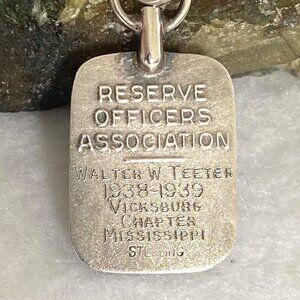 RESERVE
OFFICERS
ASSOCIATION
WALTER W TEETER
1938-1939
VICKSBURG
CHAPTER
MISSISSIPPI
STERLING